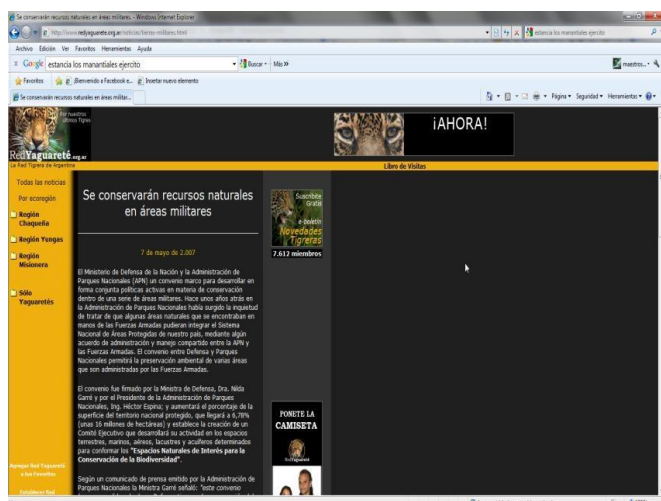 Se conservarán recursos naturales en áreas militares - Windows Internet Explorer
http://www.redyaguarete.org.ar/noticias/tierras-militares.html
estancia los manantiales ejercito
Archivo Edición Ver Favoritos Herramientas Ayuda
x Google estancia los manantiales ejercito Buscar Más >>
maestros...
Favoritos ¡Bienvenido a Facebook e... Insertar nuevo elemento
Se conservarán recursos naturales en áreas militar...
Página Seguridad Herramientas
Por nuestros
últimos Tigres
RedYaguareté.org.ar
¡AHORA!
La Red Tigrera de Argentina
Libro de Visitas
Todas las noticias
Por ecoregión
Región
Chaqueña
Región Yungas
Región
Misionera
Sólo
Yaguaretés
Agregar Red Yaguareté
a tus Favoritos
Establecer Red
Se conservarán recursos naturales
en áreas militares
7 de mayo de 2.007
El Ministerio de Defensa de la Nación y la Administración de
Parques Nacionales (APN) un convenio marco para desarrollar en
forma conjunta políticas activas en materia de conservación
dentro de una serie de áreas militares. Hace unos años atrás en
la Administración de Parques Nacionales había surgido la inquietud
de tratar de que algunas áreas naturales que se encontraban en
manos de las Fuerzas Armadas pudieran integrar el Sistema
Nacional de Áreas Protegidas de nuestro país, mediante algún
acuerdo de administración y manejo compartido entre la APN y
las Fuerzas Armadas. El convenio entre Defensa y Parques
Nacionales permitirá la preservación ambiental de varias áreas
que son administradas por las Fuerzas Armadas.
El convenio fue firmado por la Ministra de Defensa, Dra. Nilda
Garré y por el Presidente de la Administración de Parques
Nacionales, Ing. Héctor Espina; y aumentará el porcentaje de la
superficie del territorio nacional protegido, que llegará a 6,78%
(unas 16 millones de hectáreas) y establece la creación de un
Comité Ejecutivo que desarrollará su actividad en los espacios
terrestres, marinos, aéreos, lacustres y acuíferos determinados
para conformar los "Espacios Naturales de Interés para la
Conservación de la Biodiversidad".
Según un comunicado de prensa emitido por la Administración de
Parques Nacionales la Ministra Garré señaló: "este convenio
Suscribite
Gratis
e-boletín
Novedades
Tigreras
7.612 miembros
PONETE LA
CAMISETA
RedYaguareté